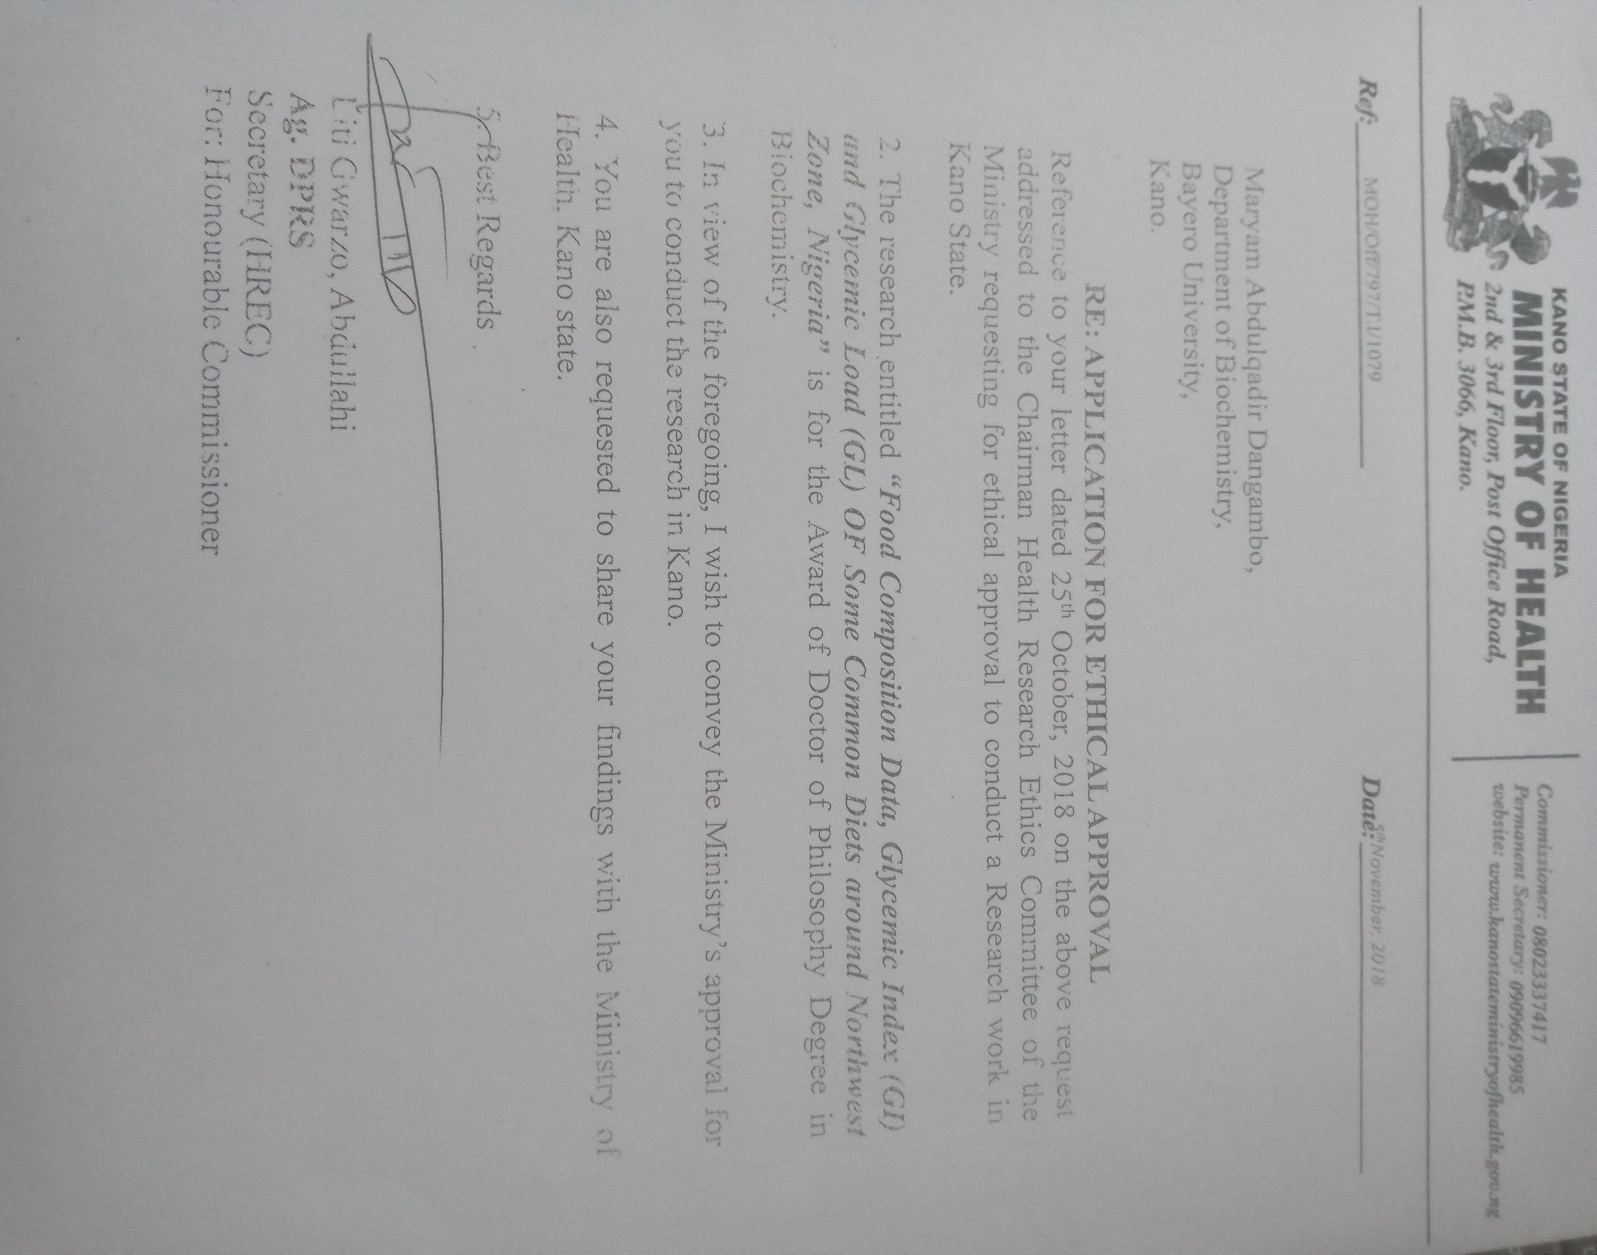 KANO STATE OF NIGERIA
MINISTRY OF HEALTH
2nd & 3rd Floor, Post Office Road,
P.M.B. 3066, Kano.
Commissioner: 08023337417
Permanent Secretary: 09096619985
website: www.kanostateministryofhealth.gov.ng
Ref: MOH/Off/797/T.I/1079
Date: 5th November, 2018
Maryam Abdulqadir Dangambo,
Department of Biochemistry,
Bayero University,
Kano.
RE: APPLICATION FOR ETHICAL APPROVAL
Reference to your letter dated 25th October, 2018 on the above request
addressed to the Chairman Health Research Ethics Committee of the
Ministry requesting for ethical approval to conduct a Research work in
Kano State.
2. The research entitled “Food Composition Data, Glycemic Index (GI)
and Glycemic Load (GL) OF Some Common Diets around Northwest
Zone, Nigeria” is for the Award of Doctor of Philosophy Degree in
Biochemistry.
3. In view of the foregoing, I wish to convey the Ministry’s approval for
you to conduct the research in Kano.
4. You are also requested to share your findings with the Ministry of
Health, Kano state.
5. Best Regards
Gwarzo, Abdullahi
Ag. DPRS
Secretary (HREC)
For: Honourable Commissioner